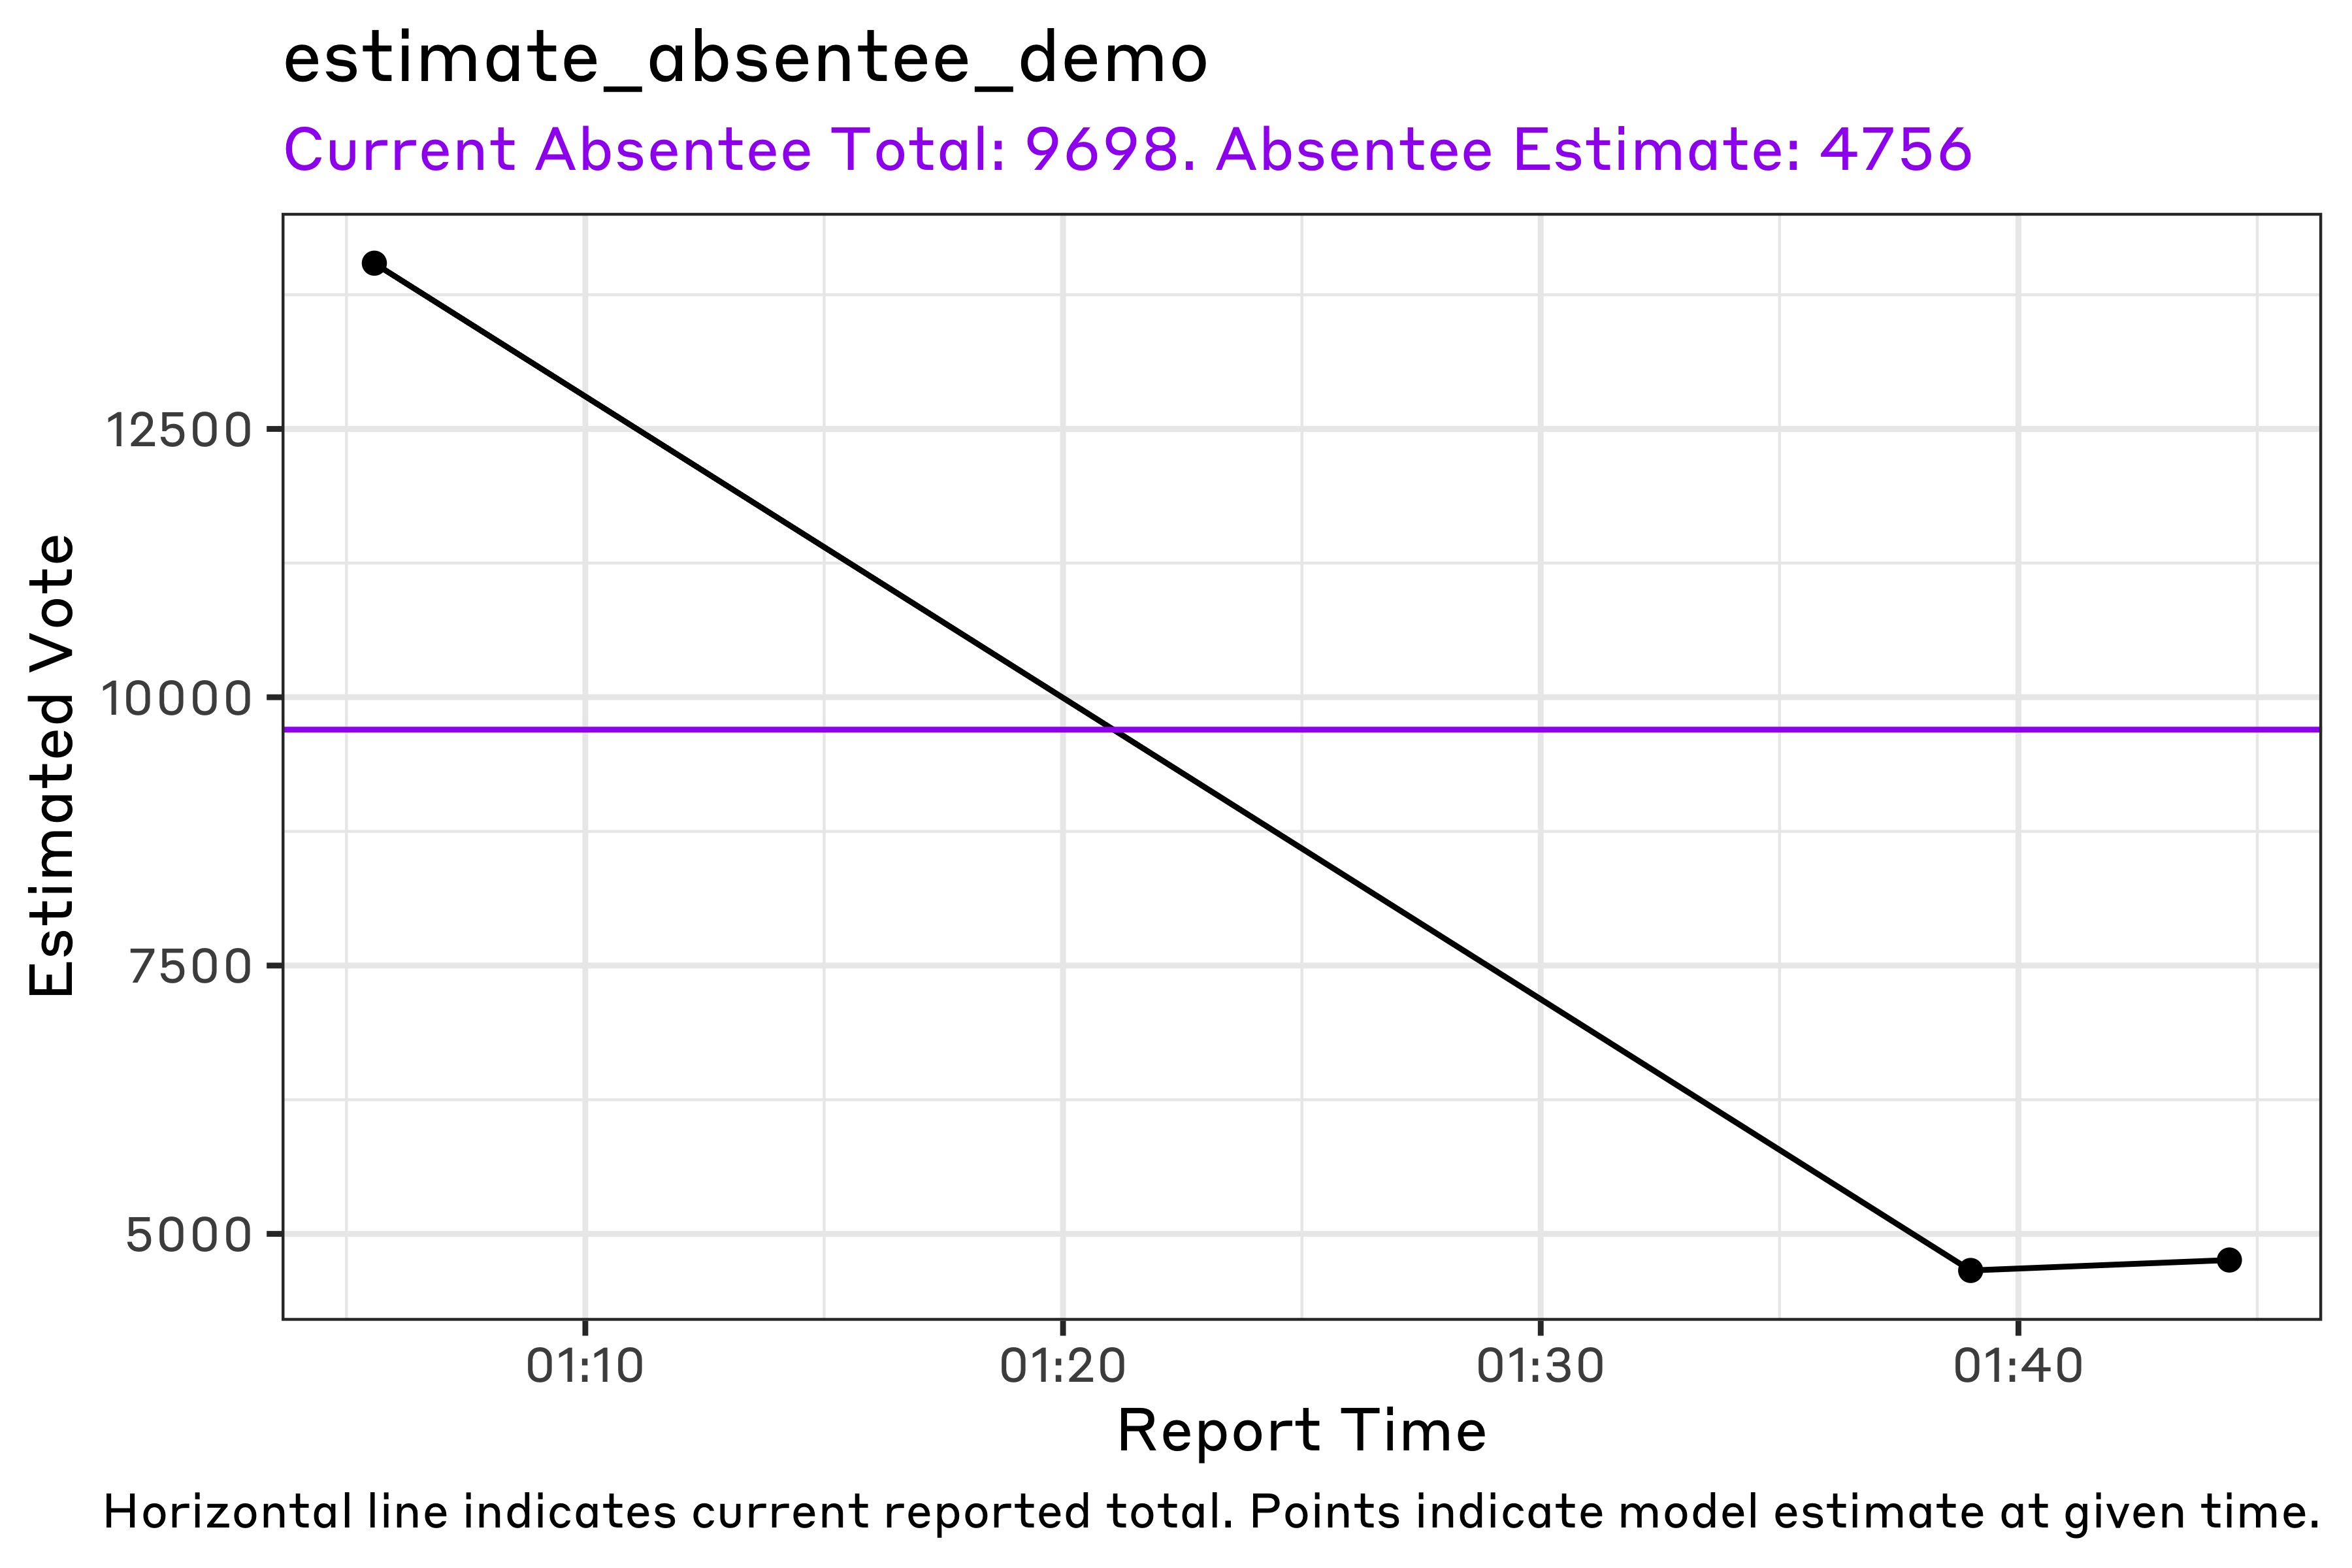 estimate_absentee_demo
Current Absentee Total: 9698. Absentee Estimate: 4756
Estimated Vote
12500
10000
7500
5000
01:10 01:20 01:30 01:40
Report Time
Horizontal line indicates current reported total. Points indicate model estimate at given time.